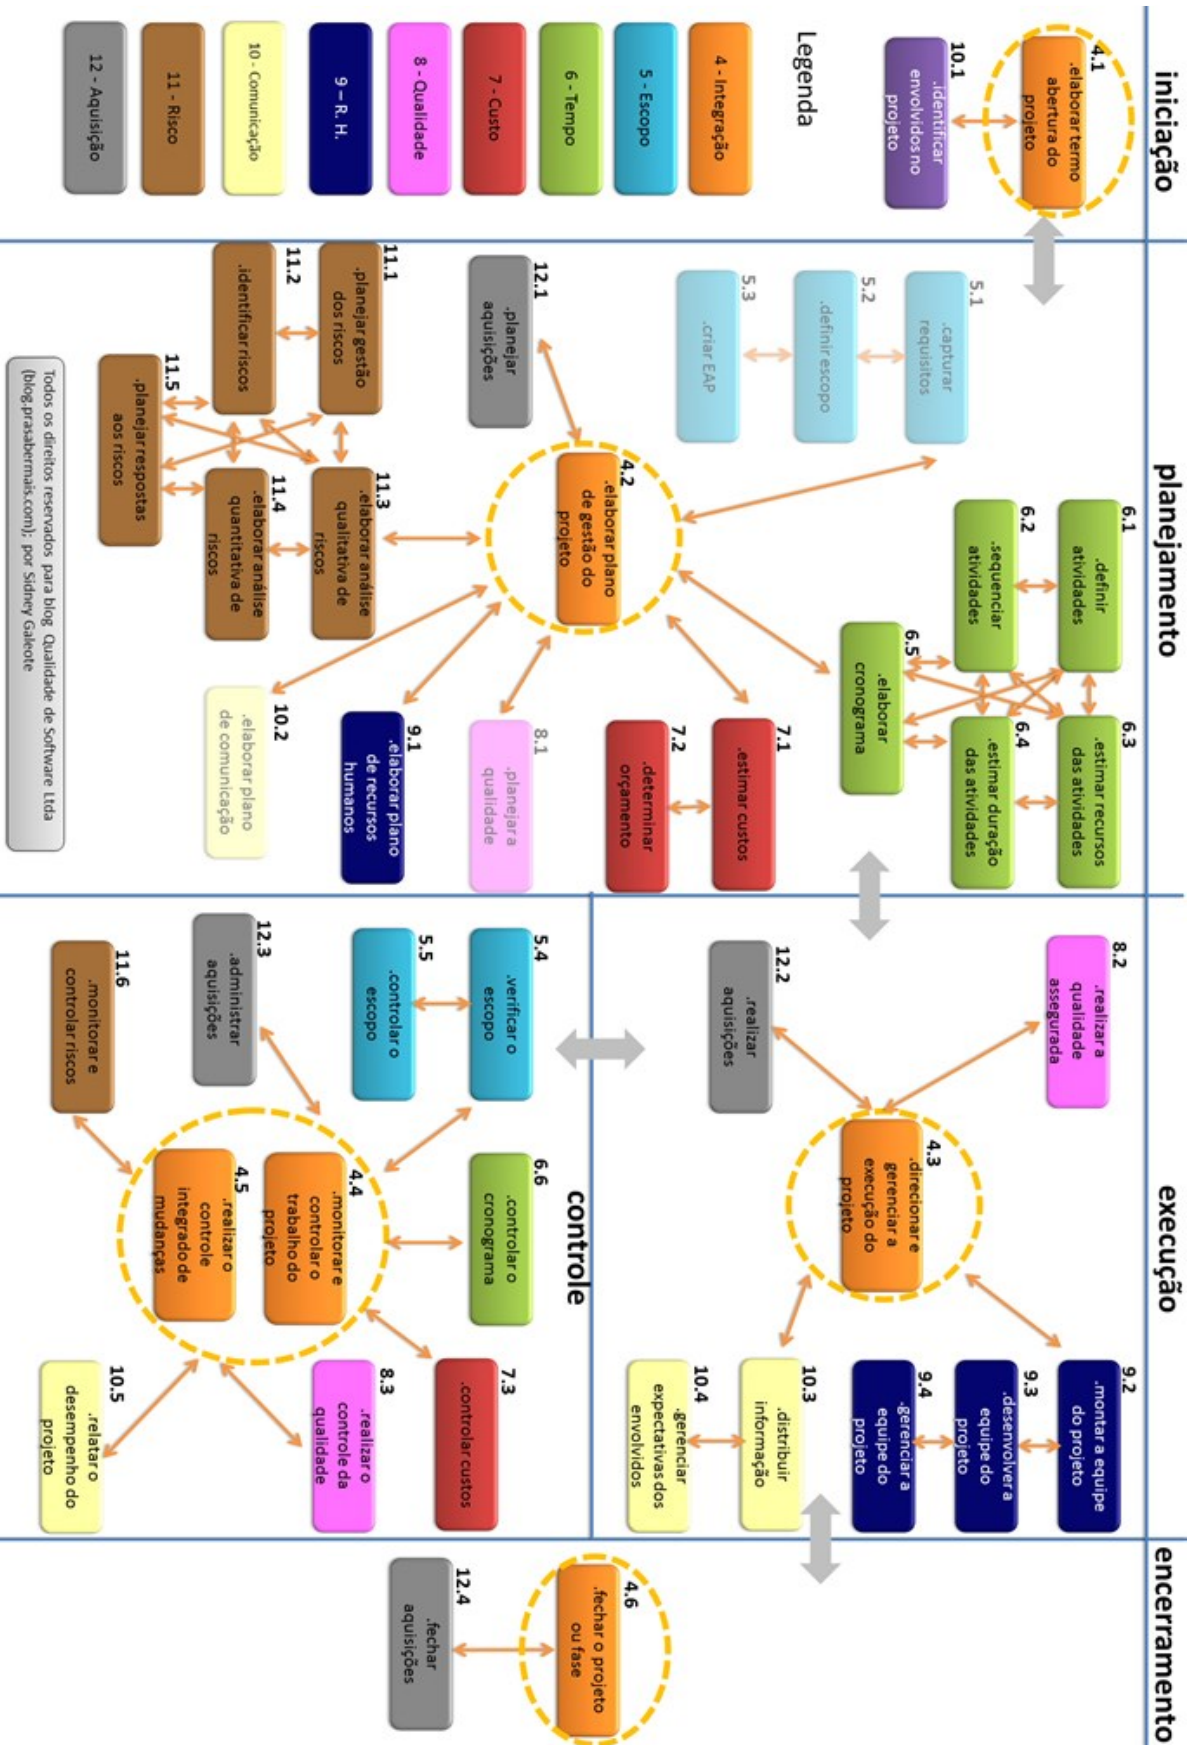 iniciação
4.1
.elaborar termo
abertura do
projeto
10.1
.identificar
envolvidos no
projeto
Legenda
4 - Integração
5 - Escopo
6 - Tempo
7 - Custo
8 - Qualidade
9 – R. H.
10 - Comunicação
11 - Risco
12 - Aquisição
planejamento
5.1
.capturar
requisitos
5.2
.definir escopo
5.3
.criar EAP
6.1
.definir
atividades
6.2
.sequenciar
atividades
6.3
.estimar recursos
das atividades
6.4
.estimar duração
das atividades
6.5
.elaborar
cronograma
12.1
.planejar
aquisições
4.2
.elaborar plano
de gestão do
projeto
7.1
.estimar custos
7.2
.determinar
orçamento
8.1
.planejar a
qualidade
9.1
.elaborar plano
de recursos
humanos
10.2
.elaborar plano
de comunicação
11.1
.planejar gestão
dos riscos
11.2
.identificar riscos
11.3
.elaborar análise
qualitativa de
riscos
11.4
.elaborar análise
quantitativa de
riscos
11.5
.planejar respostas
aos riscos
Todos os direitos reservados para blog Qualidade de Software Ltda
(blog.prasabermais.com); por Sidney Galeote
execução
8.2
.realizar a
qualidade
assegurada
12.2
.realizar
aquisições
4.3
.direcionar e
gerenciar a
execução do
projeto
9.2
.montar a equipe
do projeto
9.3
.desenvolver a
equipe do
projeto
9.4
.gerenciar a
equipe do
projeto
10.3
.distribuir
informação
10.4
.gerenciar
expectativas dos
envolvidos
controle
5.4
.verificar o
escopo
5.5
.controlar o
escopo
12.3
.administrar
aquisições
11.6
.monitorar e
controlar riscos
6.6
.controlar o
cronograma
4.4
.monitorar e
controlar o
trabalho do
projeto
4.5
.realizar o
controle
integrado de
mudanças
7.3
.controlar custos
8.3
.realizar o
controle da
qualidade
10.5
.relatar o
desempenho do
projeto
encerramento
4.6
.fechar o projeto
ou fase
12.4
.fechar
aquisições